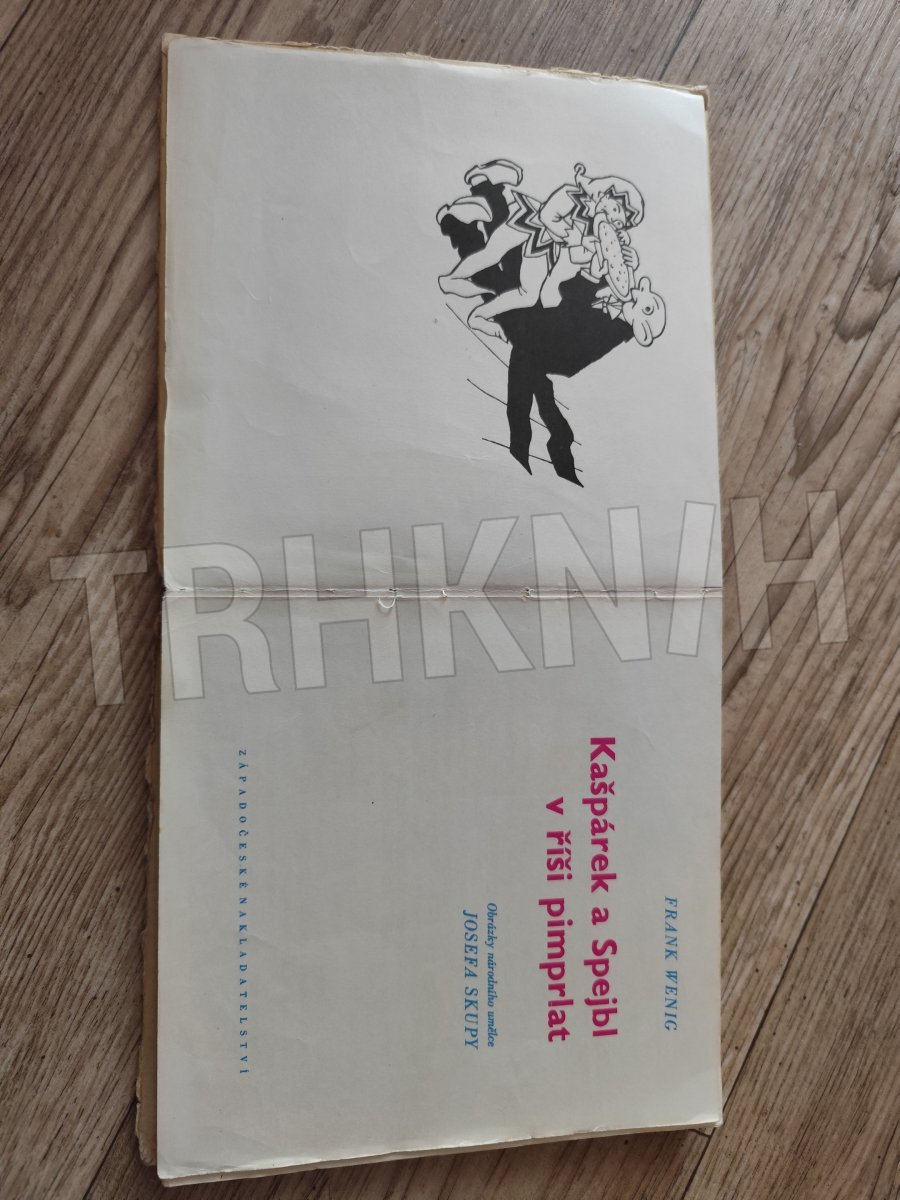 FRANK WENIG
Kašpárek a Spejbl
v říši pimprlat
Obrázky národního umělce
JOSEFA SKUPY
ZÁPADOČESKÉ NAKLADATELSTVÍ
TRHKNIH